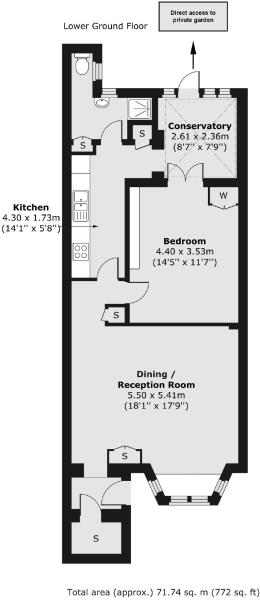 Direct access to
private garden
Lower Ground Floor
S
S
Conservatory
2.61 x 2.36m
(8'7" x 7'9")
W
Kitchen
4.30 x 1.73m
(14'1" x 5'8")
Bedroom
4.40 x 3.53m
(14'5" x 11'7")
S
Dining /
Reception Room
5.50 x 5.41m
(18'1" x 17'9")
S
S
Total area (approx.) 71.74 sq. m (772 sq. ft)